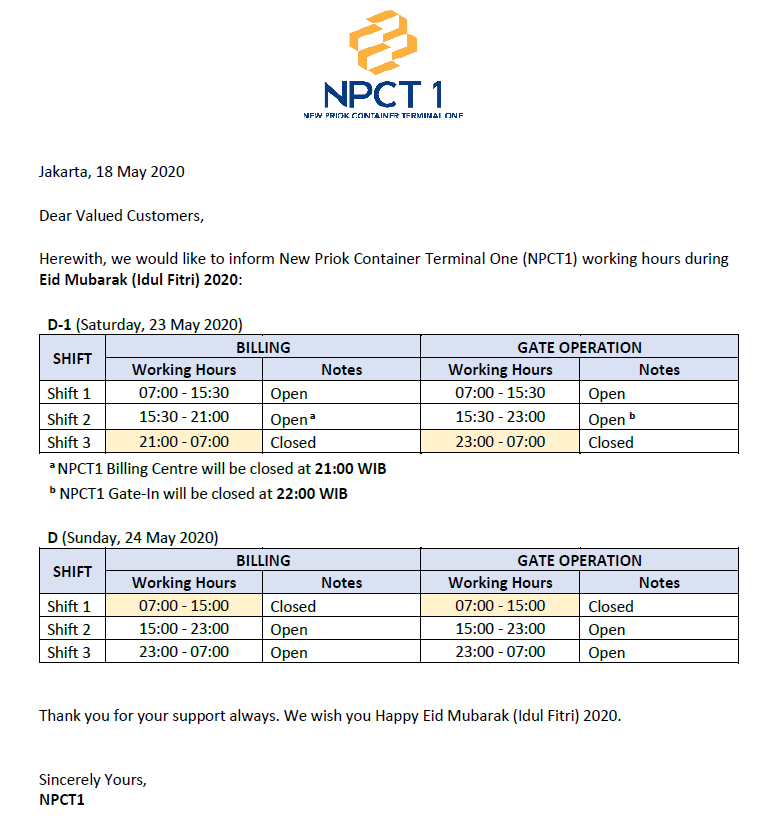 NPCT 1
NEW PRIOK CONTAINER TERMINAL ONE
Jakarta, 18 May 2020
Dear Valued Customers,
Herewith, we would like to inform New Priok Container Terminal One (NPCT1) working hours during
Eid Mubarak (Idul Fitri) 2020:
D-1 (Saturday, 23 May 2020)
SHIFT BILLING GATE OPERATION
Working Hours Notes Working Hours Notes
Shift 1 07:00 - 15:30 Open 07:00 - 15:30 Open
Shift 2 15:30 - 21:00 Open ᵃ 15:30 - 23:00 Open ᵇ
Shift 3 21:00 - 07:00 Closed 23:00 - 07:00 Closed
ᵃ NPCT1 Billing Centre will be closed at 21:00 WIB
ᵇ NPCT1 Gate-In will be closed at 22:00 WIB
D (Sunday, 24 May 2020)
SHIFT BILLING GATE OPERATION
Working Hours Notes Working Hours Notes
Shift 1 07:00 - 15:00 Closed 07:00 - 15:00 Closed
Shift 2 15:00 - 23:00 Open 15:00 - 23:00 Open
Shift 3 23:00 - 07:00 Open 23:00 - 07:00 Open
Thank you for your support always. We wish you Happy Eid Mubarak (Idul Fitri) 2020.
Sincerely Yours,
NPCT1